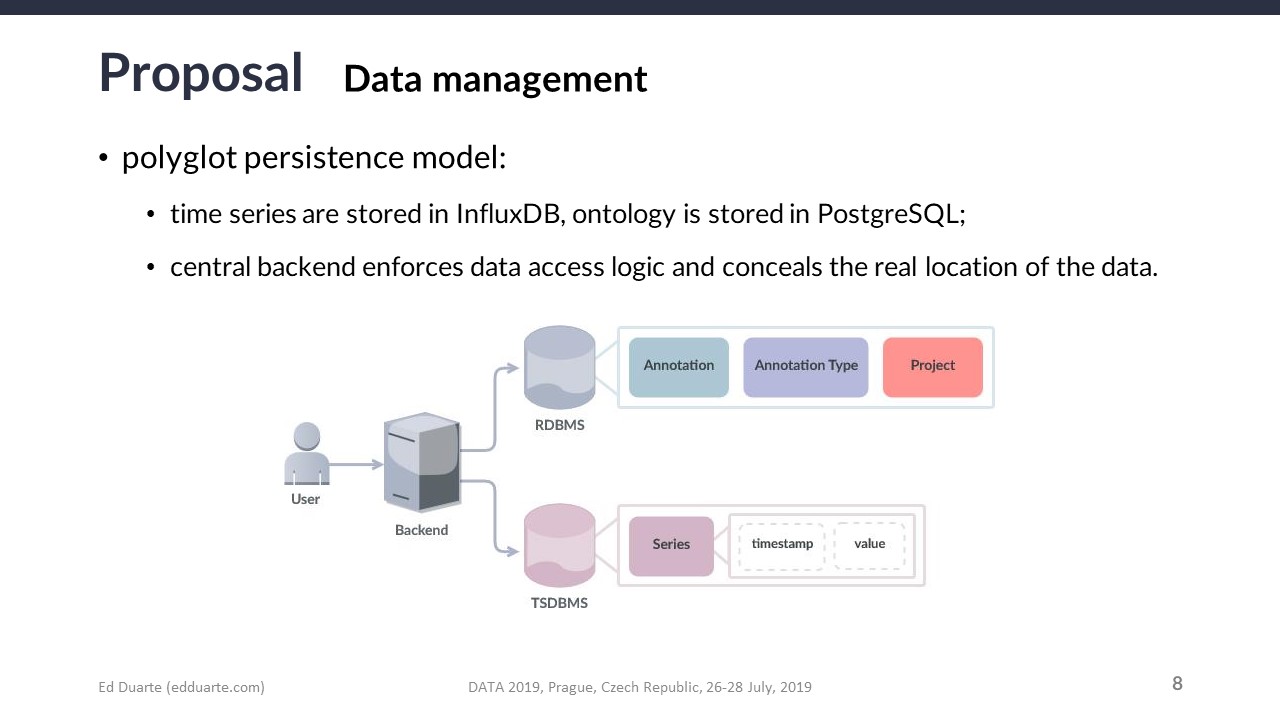 Proposal Data management
• polyglot persistence model:
• time series are stored in InfluxDB, ontology is stored in PostgreSQL;
• central backend enforces data access logic and conceals the real location of the data.
Annotation Annotation Type Project
RDBMS
User
Backend
Series timestamp value
TSDBMS
Ed Duarte (edduarte.com) DATA 2019, Prague, Czech Republic, 26-28 July, 2019 8